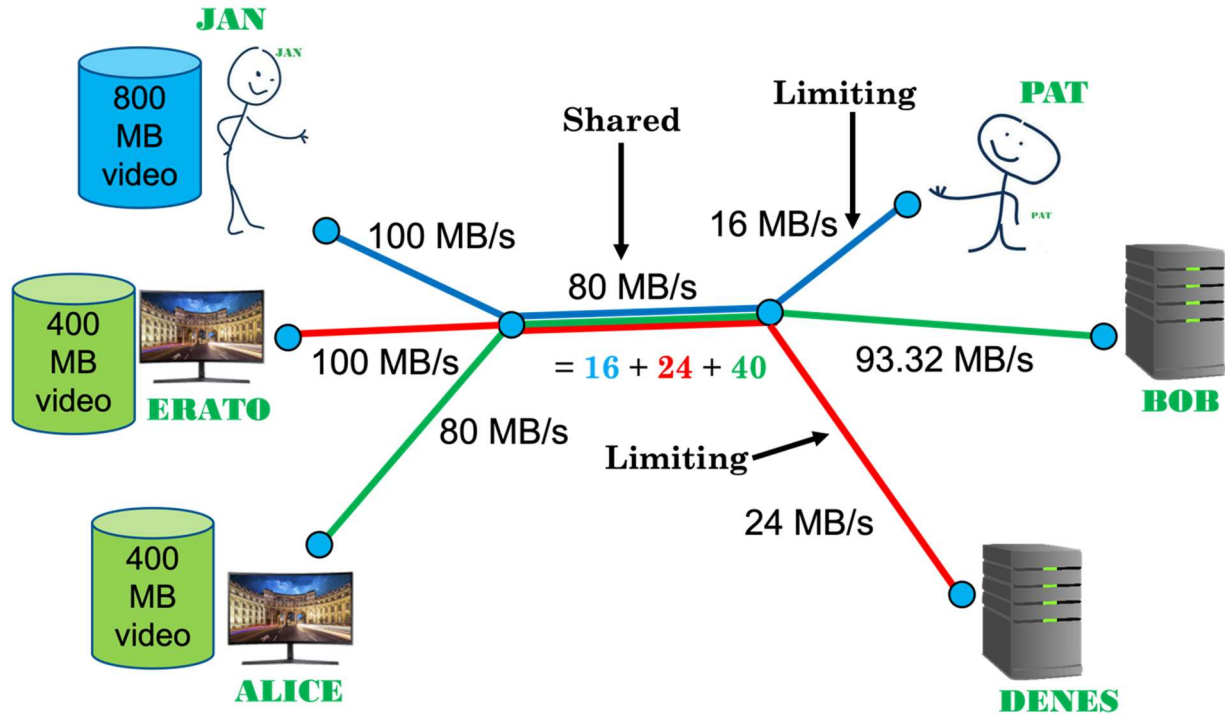 JAN
JAN
800
MB
video
Limiting
PAT
Shared
PAT
100 MB/s
16 MB/s
80 MB/s
400
MB
video
100 MB/s
= 16 + 24 + 40
93.32 MB/s
ERATO
BOB
80 MB/s
Limiting
24 MB/s
400
MB
video
ALICE
DENES